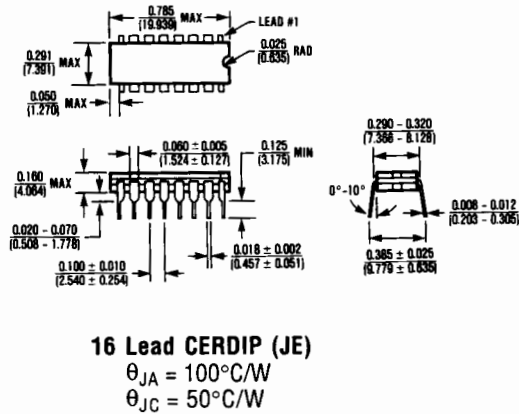 0.785
(19.939)
MAX
LEAD #1
0.291
(7.391)
MAX
0.025
(0.635)
RAD
0.050
(1.270)
MAX
0.060 ± 0.005
(1.524 ± 0.127)
0.125
(3.175)
MIN
0.160
(4.064)
MAX
0.020 - 0.070
(0.508 - 1.778)
0.018 ± 0.002
(0.457 ± 0.051)
0.100 ± 0.010
(2.540 ± 0.254)
0.290 - 0.320
(7.366 - 8.128)
0°-10°
0.008 - 0.012
(0.203 - 0.305)
0.385 ± 0.025
(9.779 ± 0.635)
16 Lead CERDIP (JE)
θJA = 100°C/W
θJC = 50°C/W